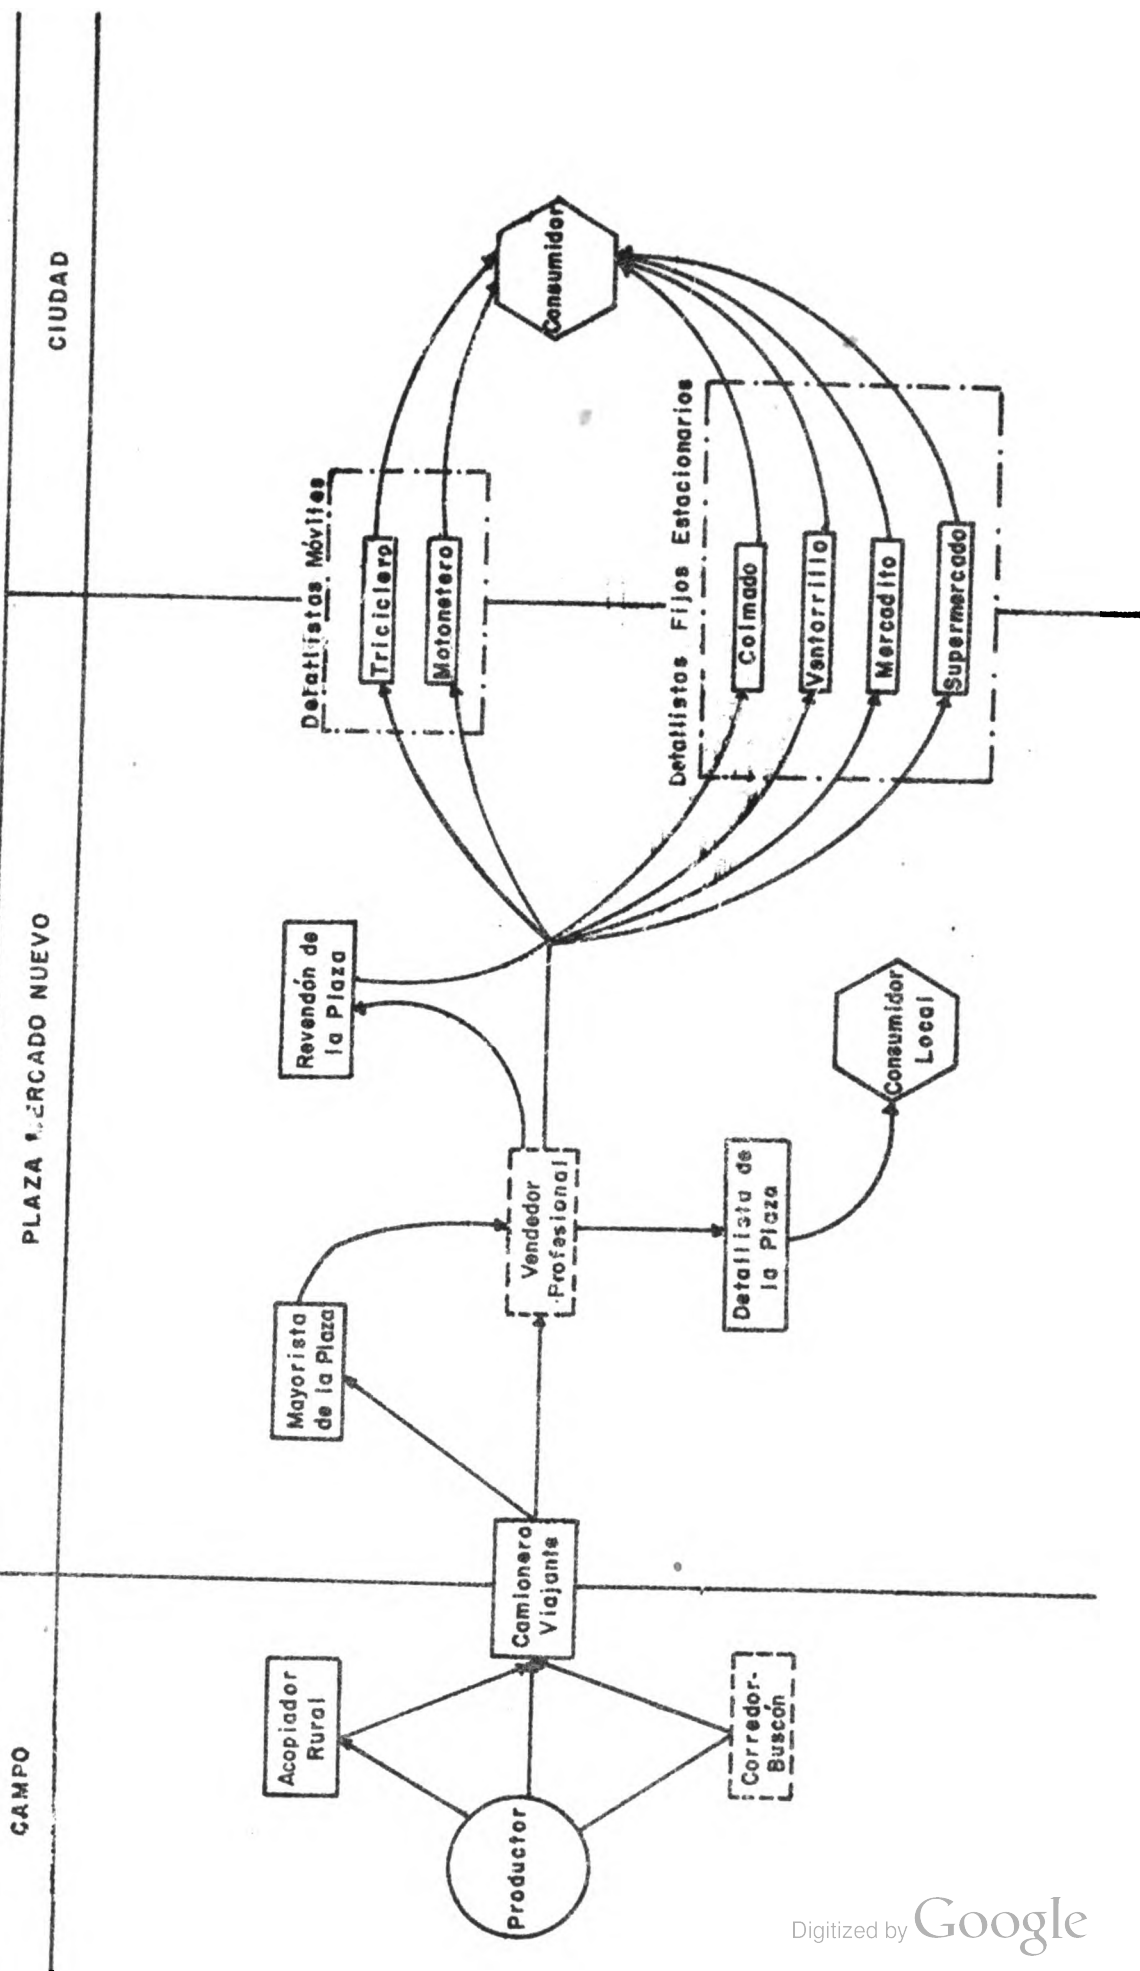 CAMPO
PLAZA MERCADO NUEVO
CIUDAD
Productor
Acopiador
Rural
Corredor-
Buscón
Camionero
Viajante
Mayorista
de la Plaza
Vendedor
Profesional
Revendón de
la Plaza
Detallista de
la Plaza
Consumidor
Local
Detallistas Móviles
Triciclero
Motonetero
Detallistas Fijos Estacionarios
Colmado
Ventorrillo
Mercadito
Supermercado
Consumidor
Digitized by Google